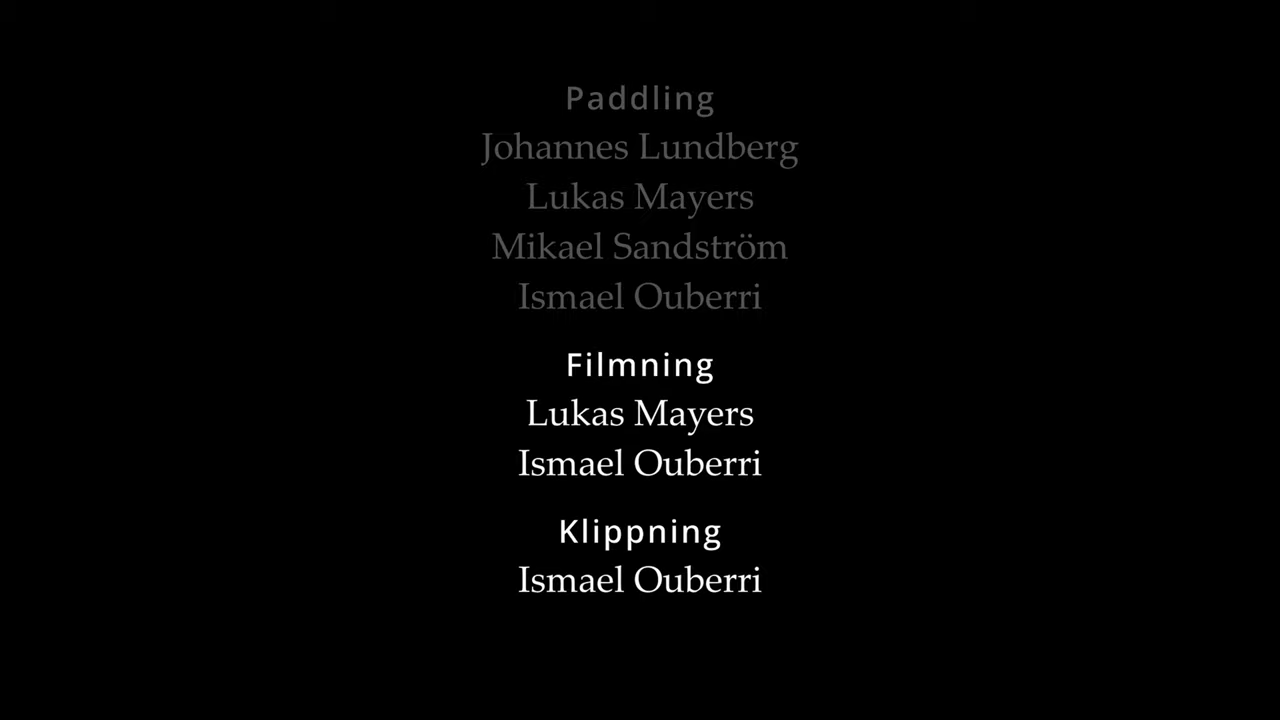 Paddling
Johannes Lundberg
Lukas Mayers
Mikael Sandström
Ismael Ouberri
Filmning
Lukas Mayers
Ismael Ouberri
Klippning
Ismael Ouberri